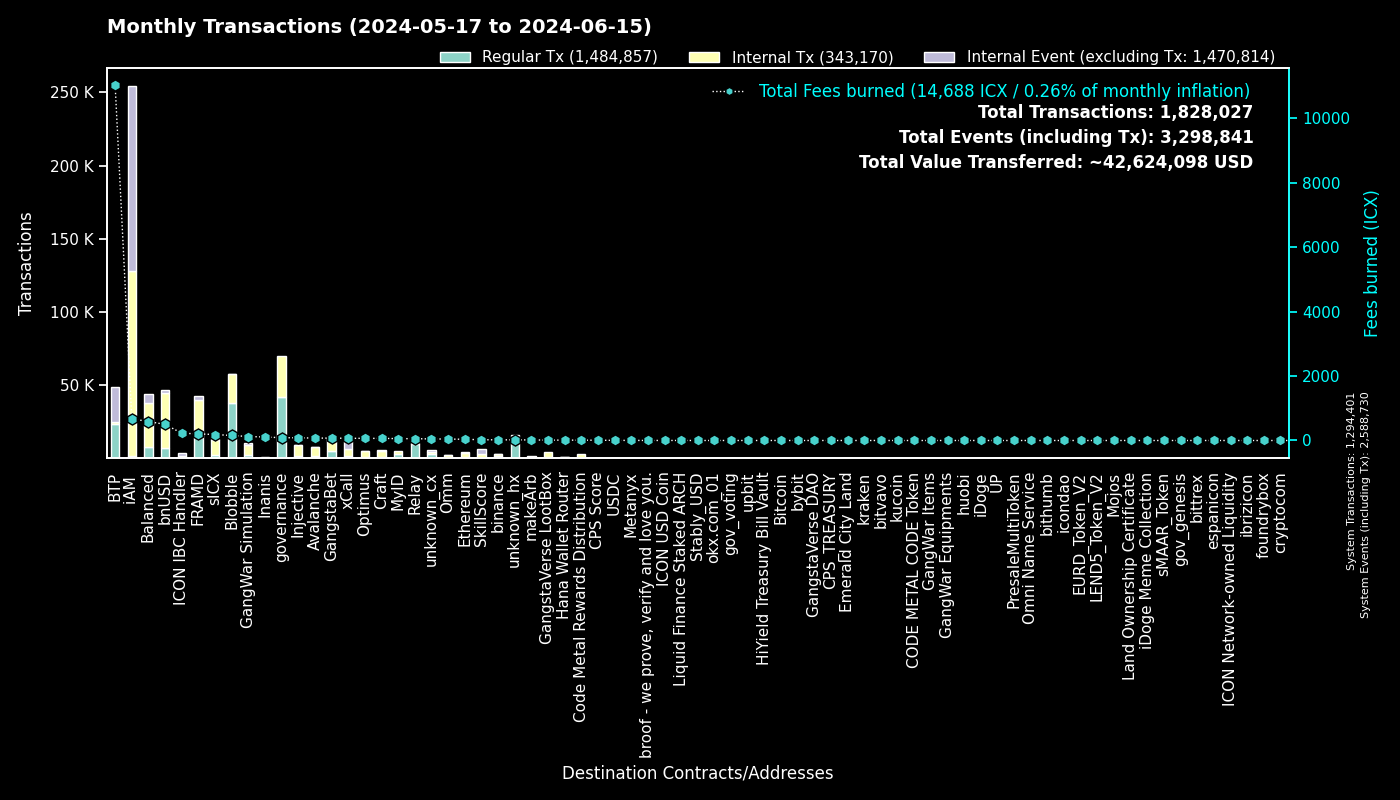 Monthly Transactions (2024-05-17 to 2024-06-15)
Regular Tx (1,484,857)
Internal Tx (343,170)
Internal Event (excluding Tx: 1,470,814)
Total Fees burned (14,688 ICX / 0.26% of monthly inflation)
Total Transactions: 1,828,027
Total Events (including Tx): 3,298,841
Total Value Transferred: ~42,624,098 USD
Transactions
250 K
200 K
150 K
100 K
50 K
10000
8000
6000
4000
2000
0
Fees burned (ICX)
System Transactions: 1,294,401
System Events (including Tx): 2,588,730
BTP
iAM
Balanced
bnUSD
ICON IBC Handler
FRAMD
sICX
Blobble
GangWar Simulation
Inanis
governance
Injective
Avalanche
GangstaBet
xCall
Optimus
Craft
MyID
Relay
unknown_cx
Omm
Ethereum
SkillScore
binance
unknown_hx
makeArb
GangstaVerse LootBox
Hana Wallet Router
Code Metal Rewards Distribution
CPS Score
USDC
Metanyx
broof - we prove, verify and love you.
ICON USD Coin
Liquid Finance Staked ARCH
Stably_USD
okx.com_01
gov_voting
upbit
HiYield Treasury Bill Vault
Bitcoin
bybit
GangstaVerse DAO
CPS_TREASURY
Emerald City Land
kraken
bitvavo
kucoin
CODE METAL CODE Token
GangWar Items
GangWar Equipments
huobi
iDoge
UP
PresaleMultiToken
Omni Name Service
bithumb
icondao
EURD_Token_V2
LEND5_Token_V2
Mojos
Land Ownership Certificate
iDoge Meme Collection
sMAAR_Token
gov_genesis
bittrex
espanicon
ICON Network-owned Liquidity
ibrizicon
foundrybox
cryptocom
Destination Contracts/Addresses